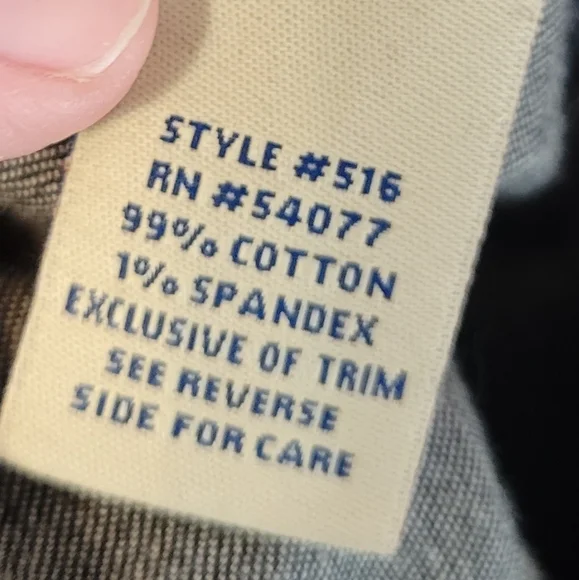 STYLE #516
RN #54077
99% COTTON
1% SPANDEX
EXCLUSIVE OF TRIM
SEE REVERSE
SIDE FOR CARE